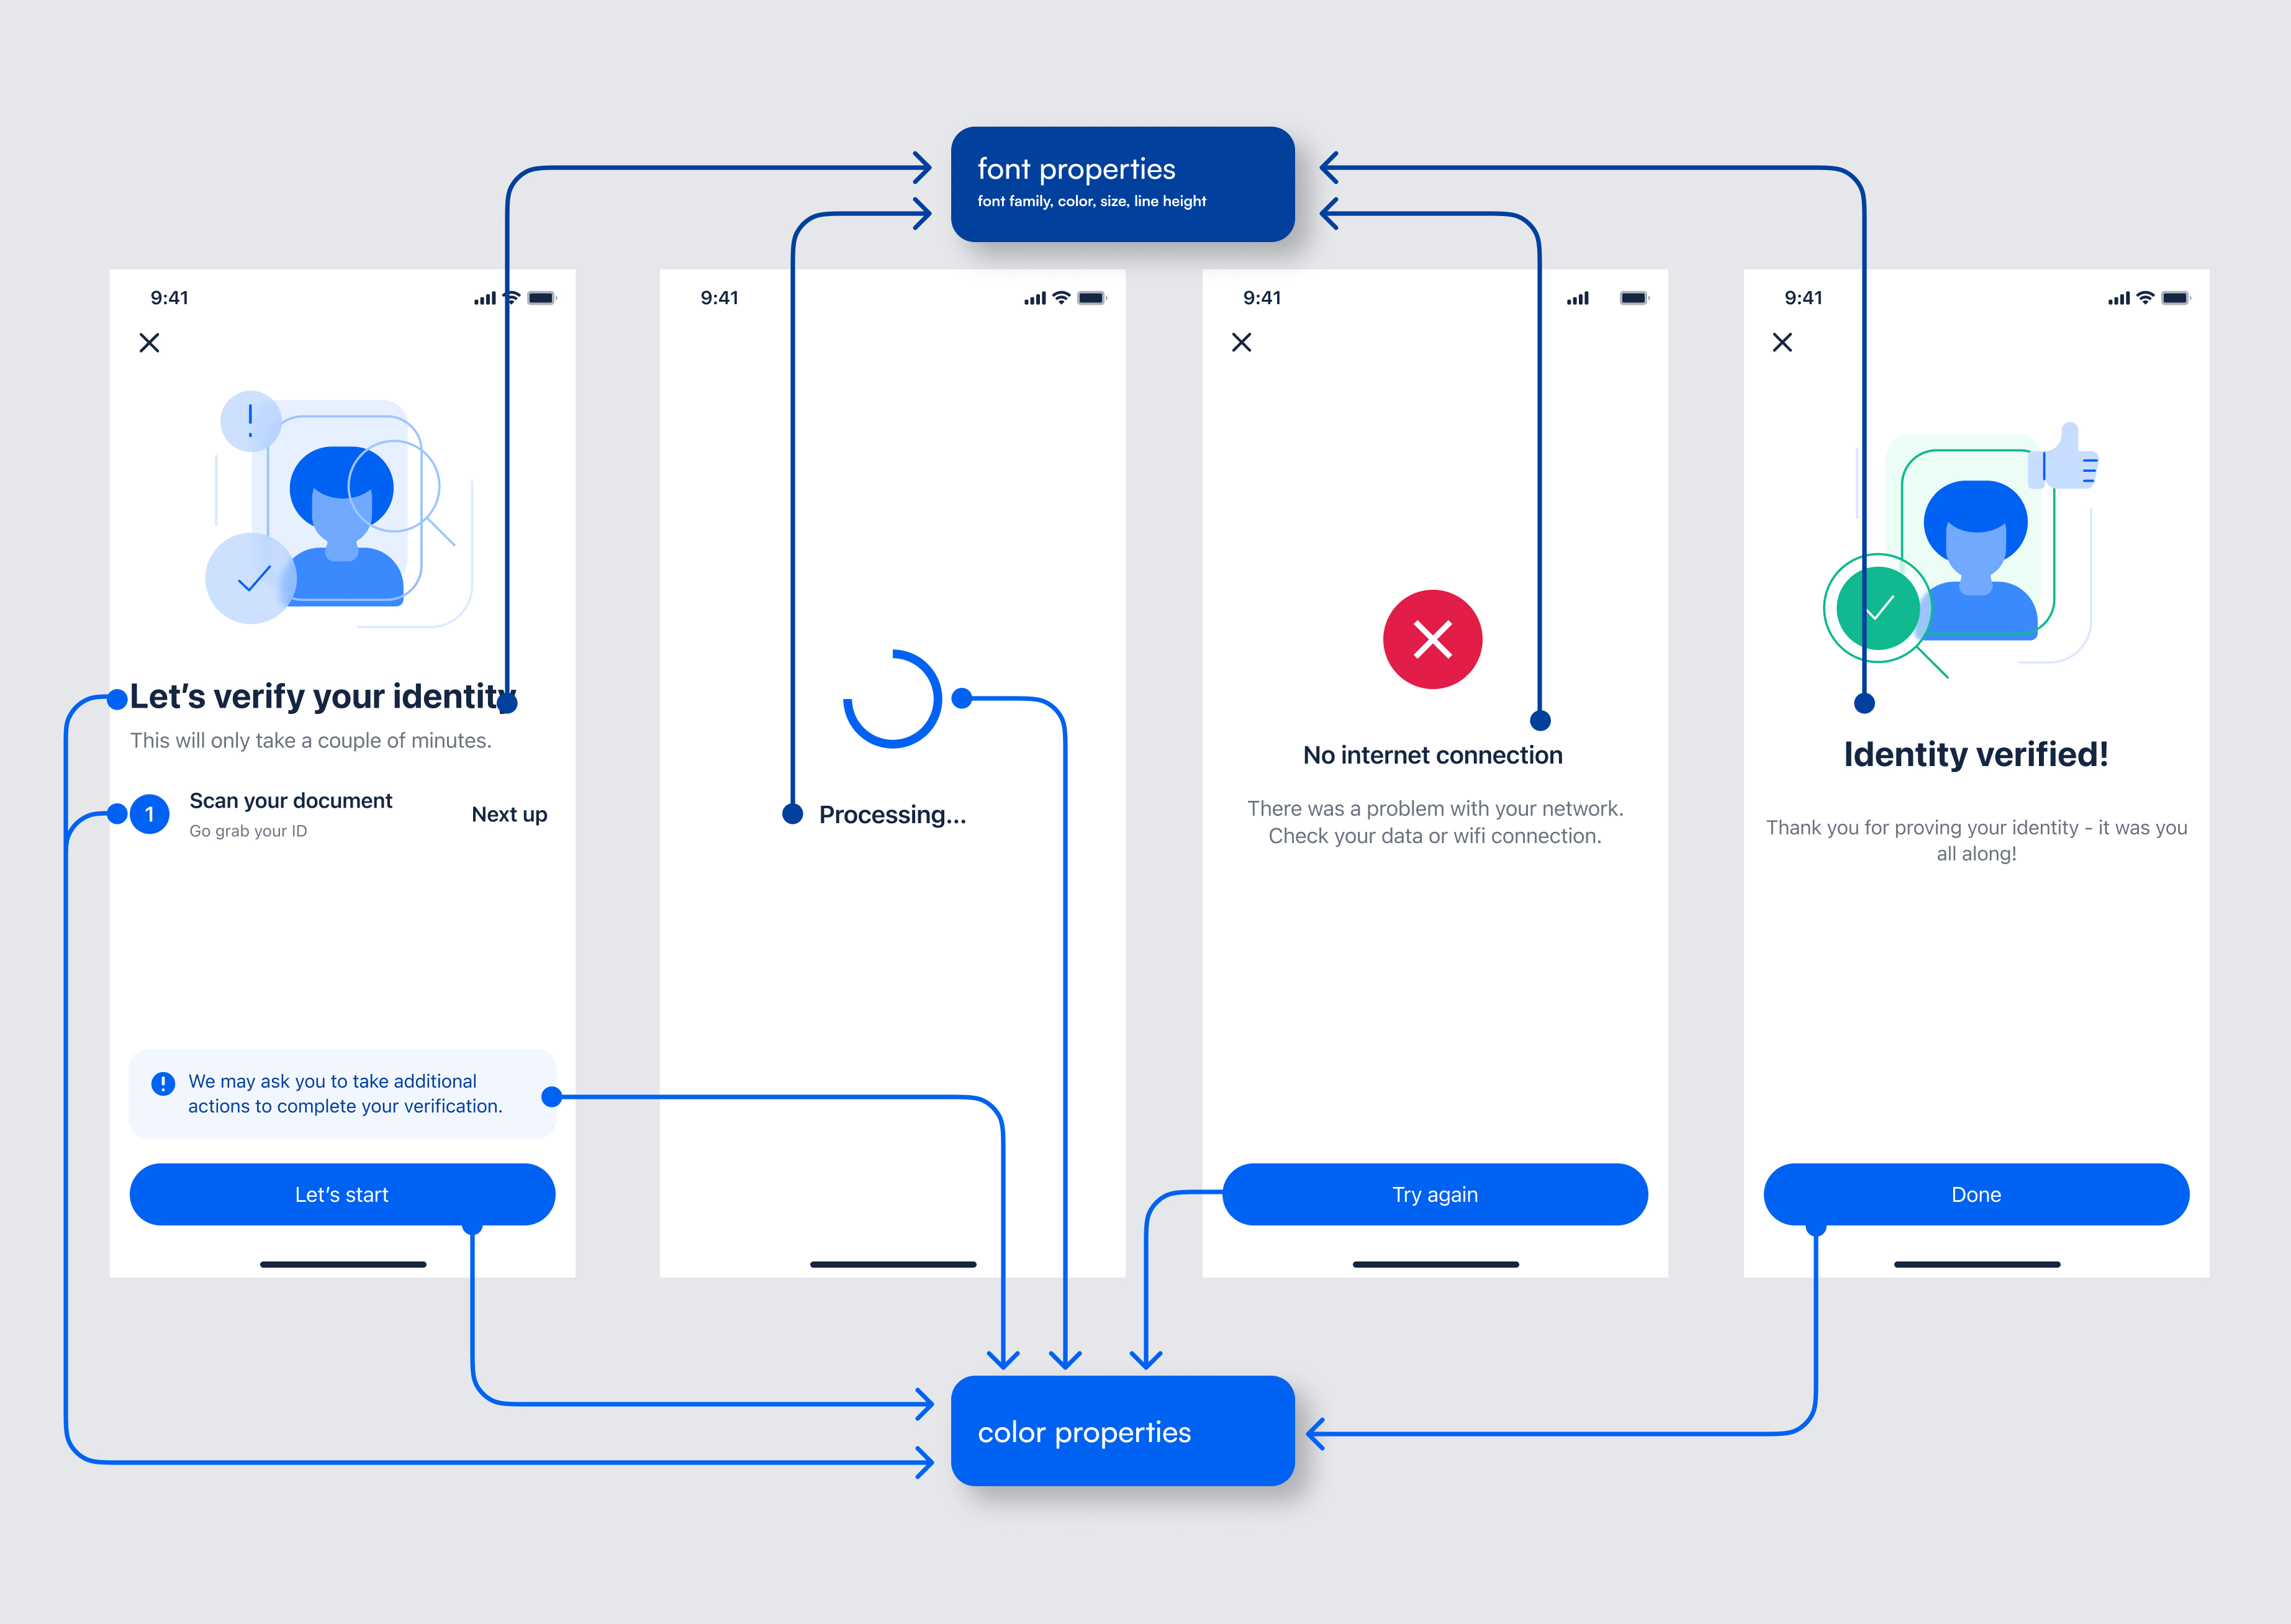 font properties
font family, color, size, line height
9:41
Let's verify your identity
This will only take a couple of minutes.
1
Scan your document
Go grab your ID
Next up
We may ask you to take additional
actions to complete your verification.
Let's start
9:41
Processing...
9:41
No internet connection
There was a problem with your network.
Check your data or wifi connection.
Try again
9:41
Identity verified!
Thank you for proving your identity - it was you
all along!
Done
color properties